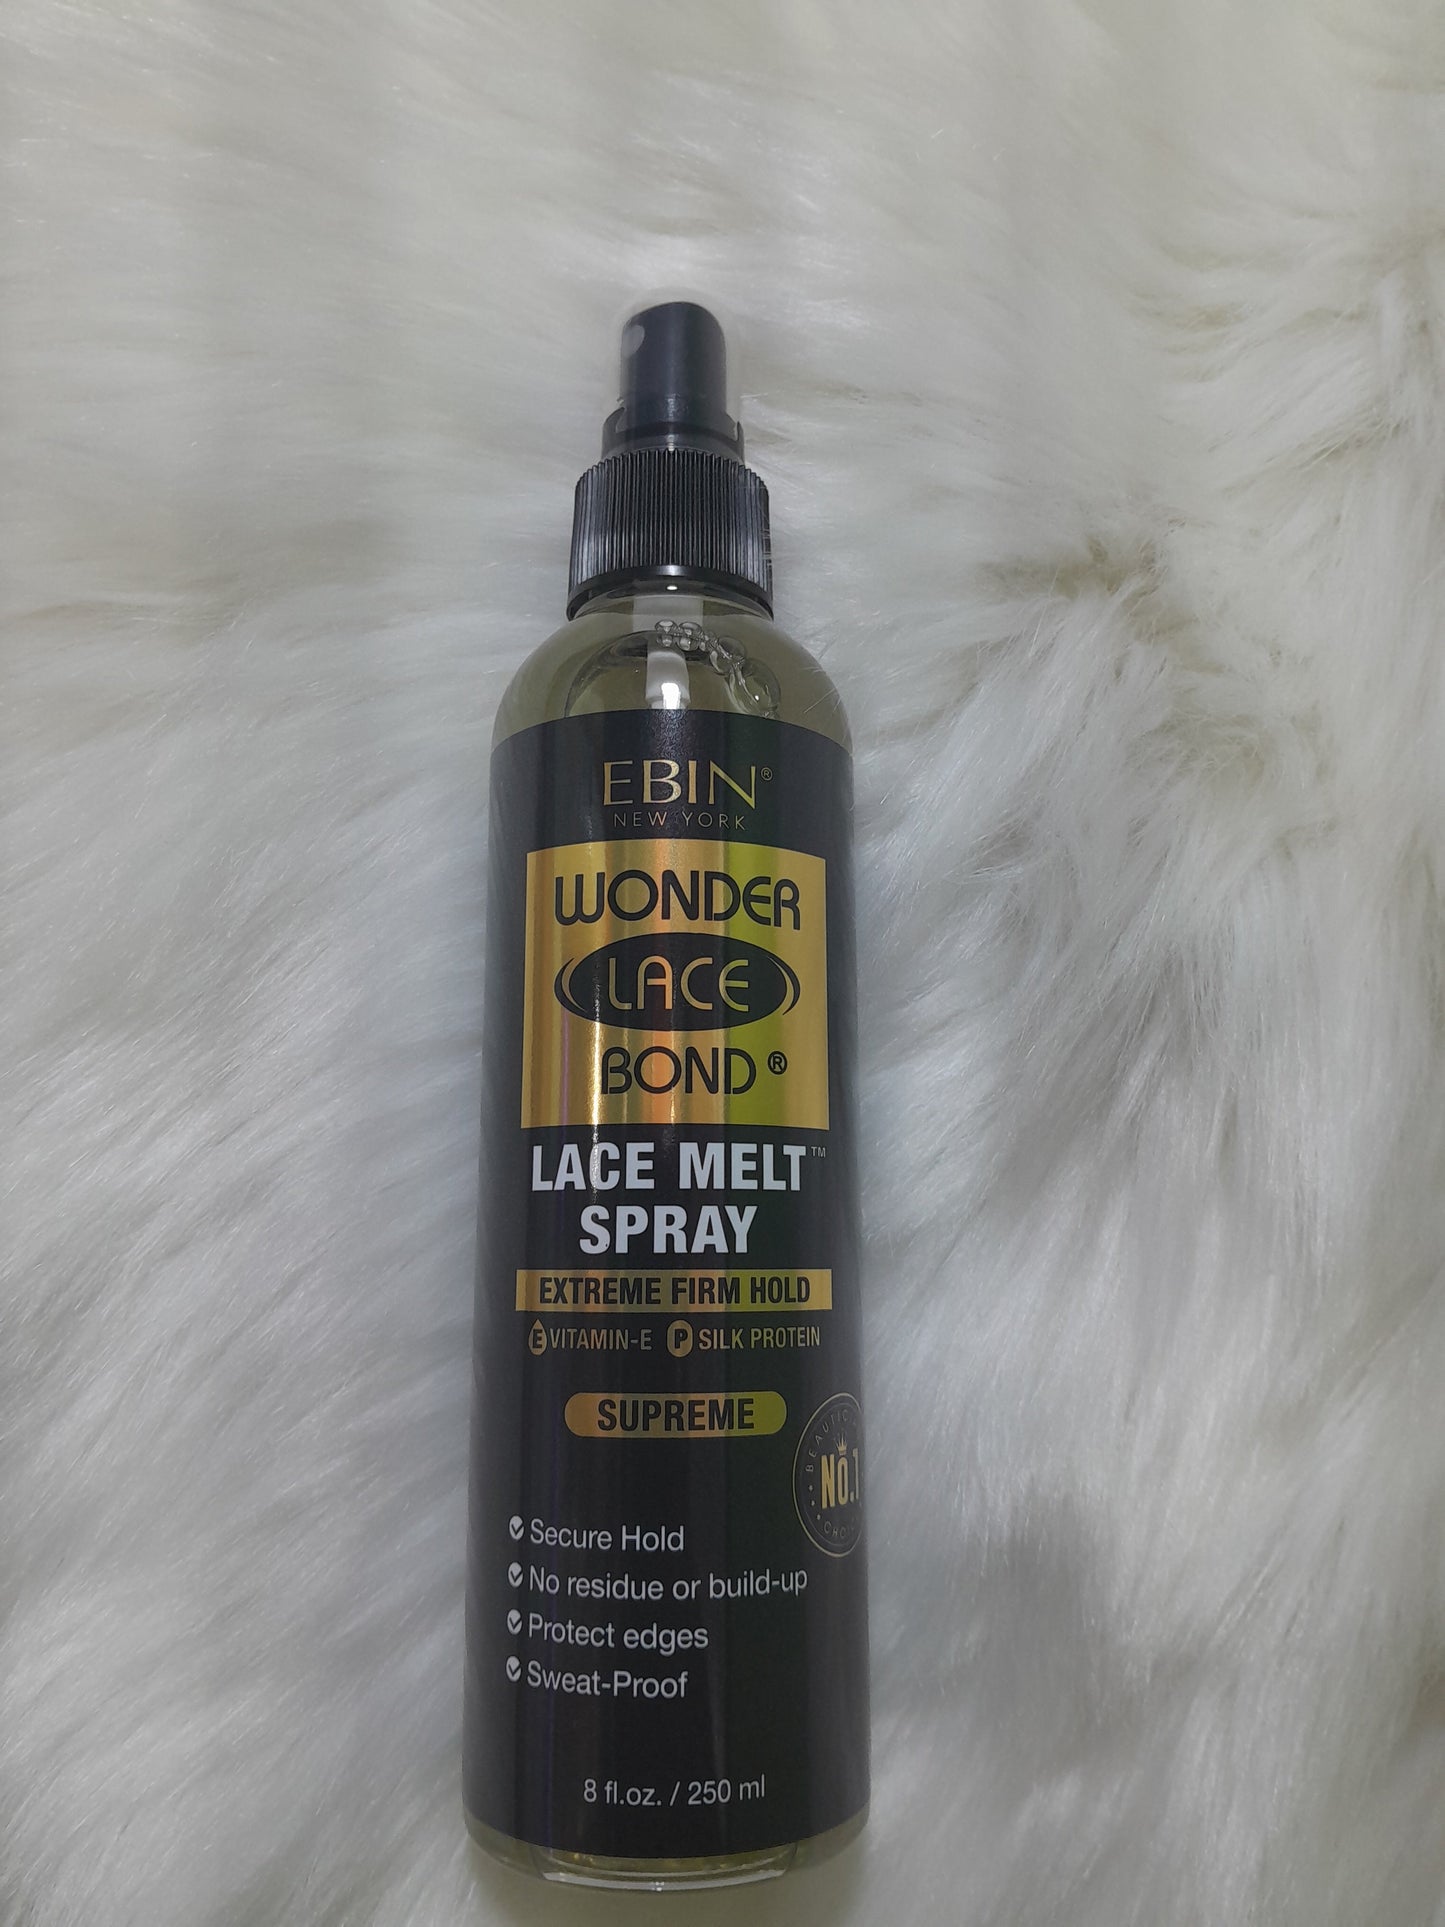 EBIN®
NEW YORK
WONDER
LACE
BOND®
LACE MELT™
SPRAY
EXTREME FIRM HOLD
E VITAMIN-E P SILK PROTEIN
SUPREME
NO.1
Secure Hold
No residue or build-up
Protect edges
Sweat-Proof
8 fl.oz. / 250 ml